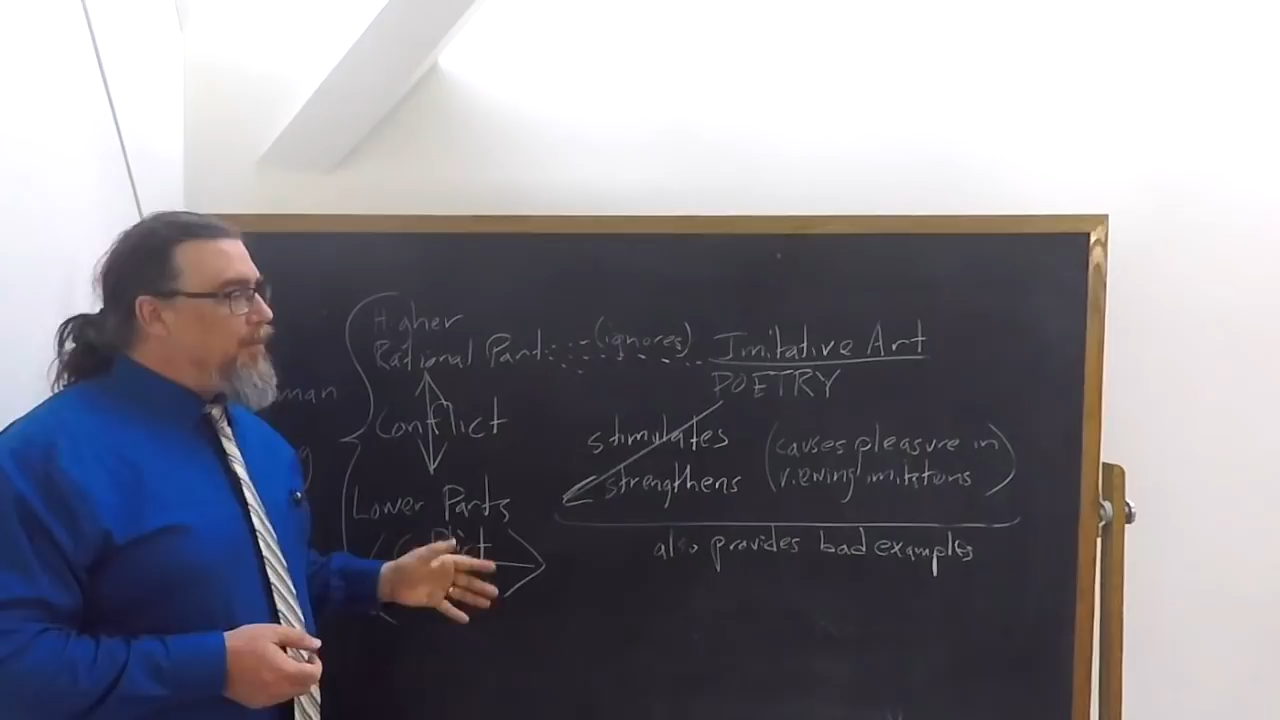 Higher
Rational Part (ignores) Imitative Art
POETRY
man
Conflict
stimulates (causes pleasure in
strengthens viewing imitations)
g
Lower Parts
also provides bad examples